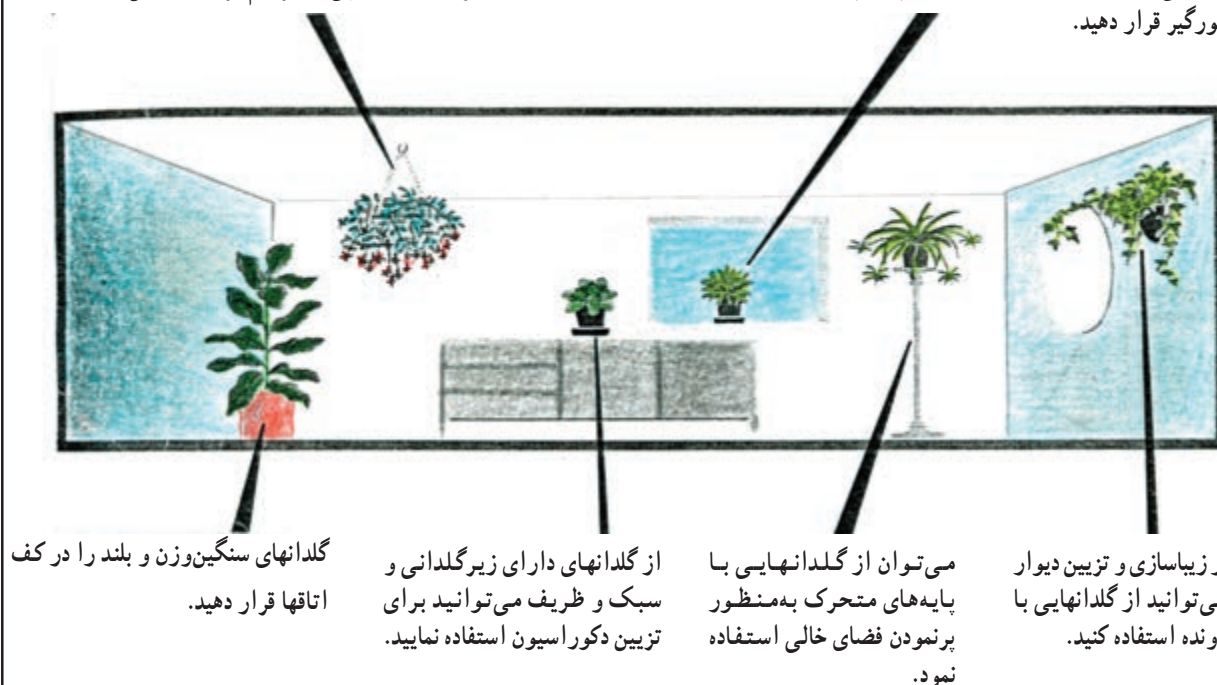 ورگیر قرار دهید.
ر زیباسازی و تزیین دیوار
ی‌توانید از گلدانهایی با
ونده استفاده کنید.
می‌توان از گلدانهایی با
پایه‌های متحرک به‌منظور
پرنمودن فضای خالی استفاده
نمود.
از گلدانهای دارای زیرگلدانی و
سبک و ظریف می‌توانید برای
تزیین دکوراسیون استفاده نمایید.
گلدانهای سنگین‌وزن و بلند را در کف
اتاقها قرار دهید.